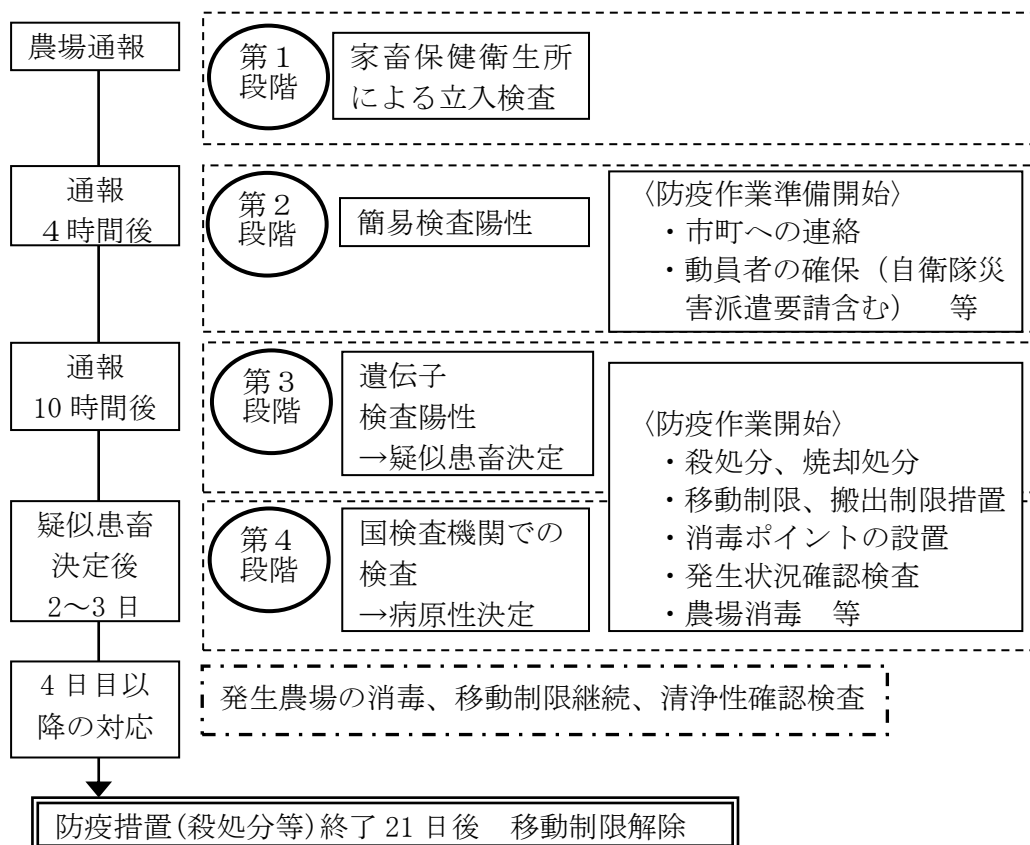 農場通報
第１
段階
家畜保健衛生所
による立入検査
通報
４時間後
第２
段階
簡易検査陽性
〈防疫作業準備開始〉
・市町への連絡
・動員者の確保（自衛隊災
害派遣要請含む）　等
通報
10 時間後
第３
段階
遺伝子
検査陽性
→疑似患畜決定
〈防疫作業開始〉
・殺処分、焼却処分
・移動制限、搬出制限措置
・消毒ポイントの設置
・発生状況確認検査
・農場消毒　等
疑似患畜
決定後
2～3 日
第４
段階
国検査機関での
検査
→病原性決定
4 日目以
降の対応
発生農場の消毒、移動制限継続、清浄性確認検査
防疫措置(殺処分等)終了 21 日後　移動制限解除